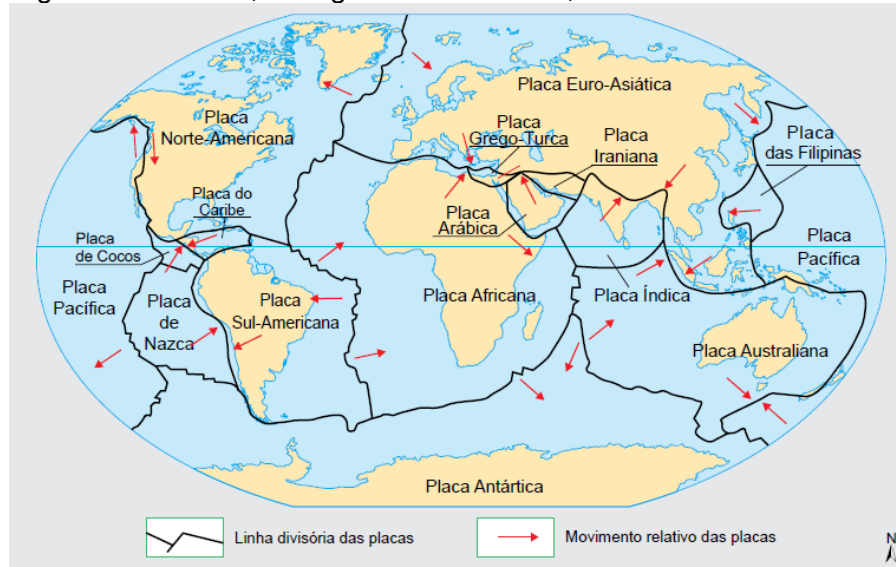 Placa Euro-Asiática
Placa
Norte-Americana
Placa
Grego-Turca
Placa
Iraniana
Placa
das Filipinas
Placa do
Caribe
Placa
Arábica
Placa
de Cocos
Placa
Pacífica
Placa
Pacífica
Placa
de
Nazca
Placa
Sul-Americana
Placa Africana
Placa Índica
Placa Australiana
Placa Antártica
Linha divisória das placas
Movimento relativo das placas
N